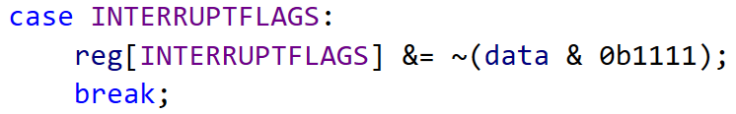 case INTERRUPTFLAGS:
reg[INTERRUPTFLAGS] &= ~(data & 0b1111);
break;